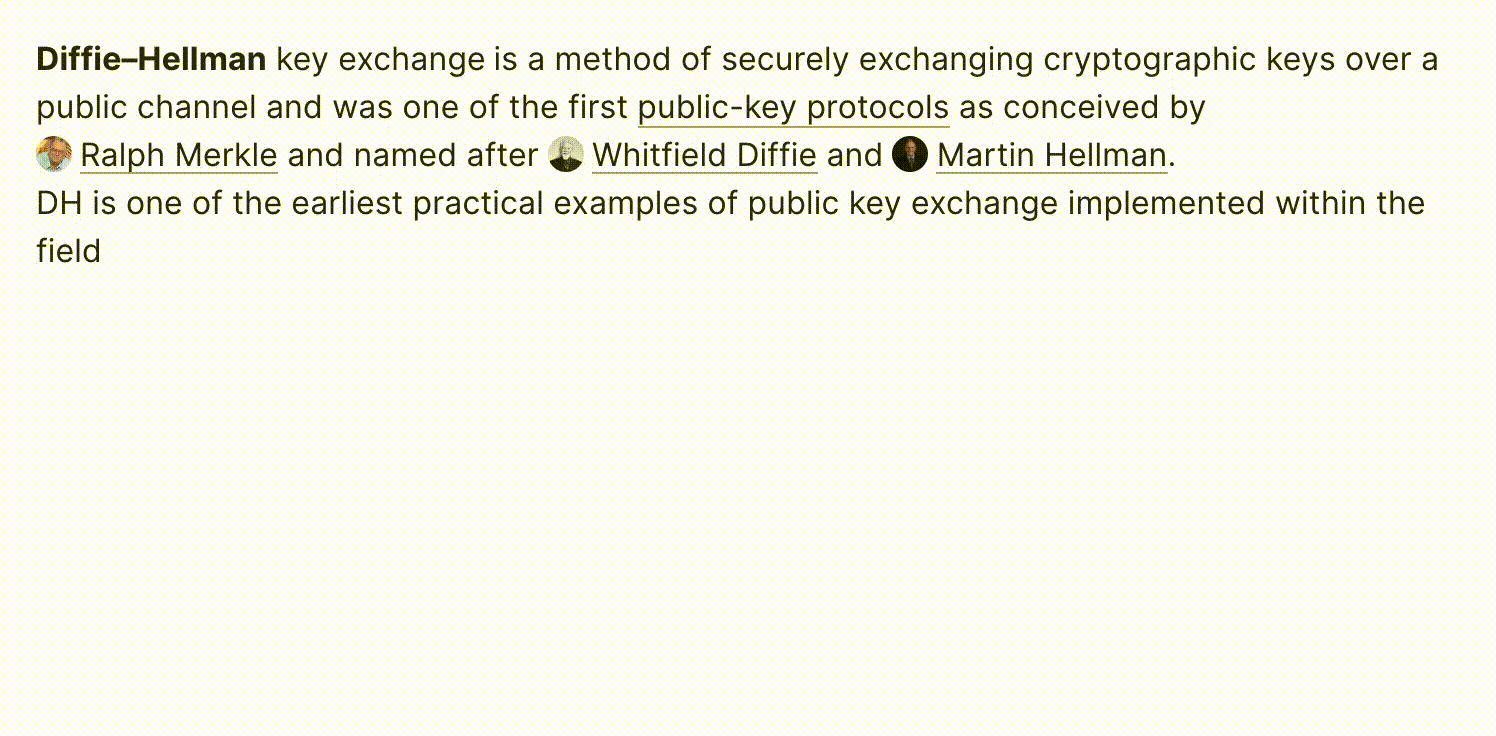 Diffie–Hellman key exchange is a method of securely exchanging cryptographic keys over a
public channel and was one of the first public-key protocols as conceived by
Ralph Merkle and named after Whitfield Diffie and Martin Hellman.
DH is one of the earliest practical examples of public key exchange implemented within the
field